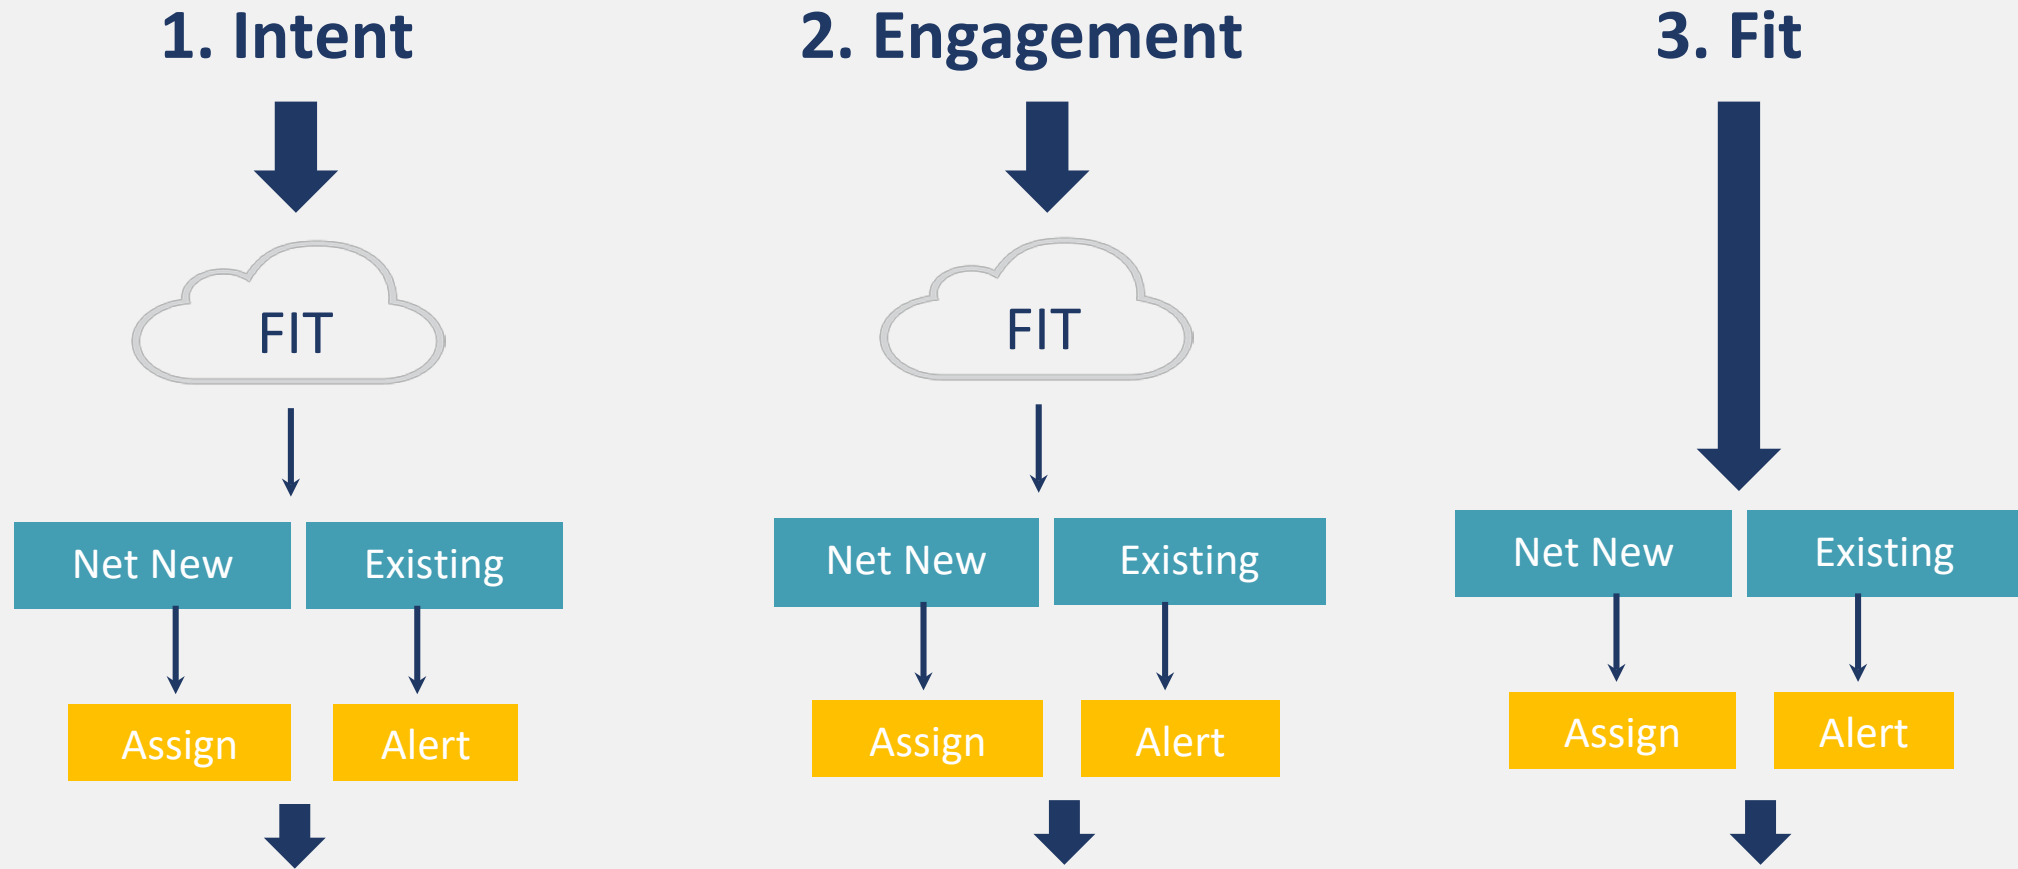 1. Intent
2. Engagement
3. Fit
FIT
FIT
Net New
Existing
Net New
Existing
Net New
Existing
Assign
Alert
Assign
Alert
Assign
Alert